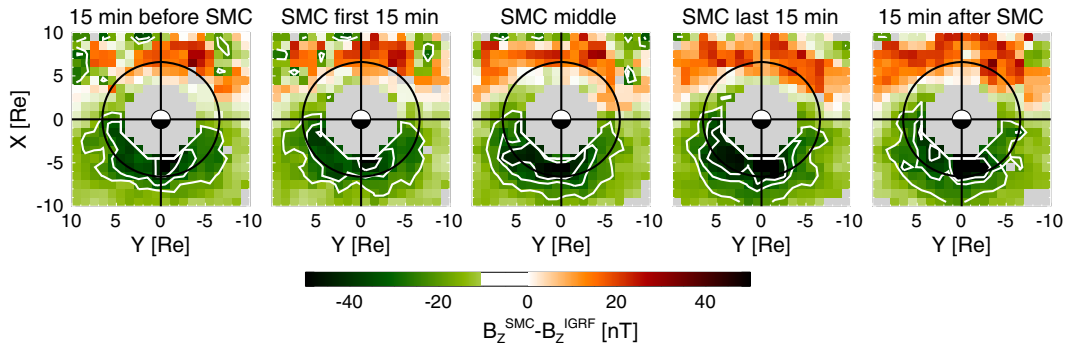 15 min before SMC SMC first 15 min SMC middle SMC last 15 min 15 min after SMC
10
5
0
-5
-10
X [Re]
10 5 0 -5 -10 5 0 -5 -10 5 0 -5 -10 5 0 -5 -10 5 0 -5 -10
Y [Re] Y [Re] Y [Re] Y [Re] Y [Re]
-40 -20 0 20 40
B_Z^SMC-B_Z^IGRF [nT]